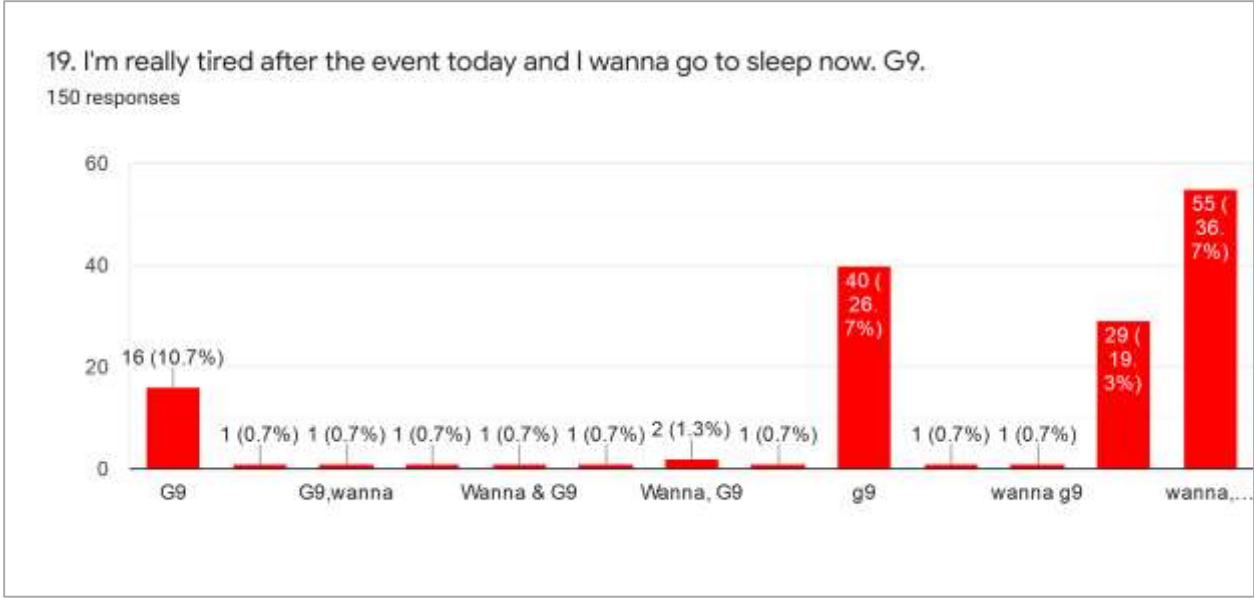 19. I'm really tired after the event today and I wanna go to sleep now. G9.
150 responses
60
40
20
0
16 (10.7%)
1 (0.7%)
1 (0.7%)
1 (0.7%)
1 (0.7%)
1 (0.7%)
2 (1.3%)
1 (0.7%)
40 (
26.
7%)
1 (0.7%)
1 (0.7%)
29 (
19.
3%)
55 (
36.
7%)
G9
G9,wanna
Wanna & G9
Wanna, G9
g9
wanna g9
wanna,...